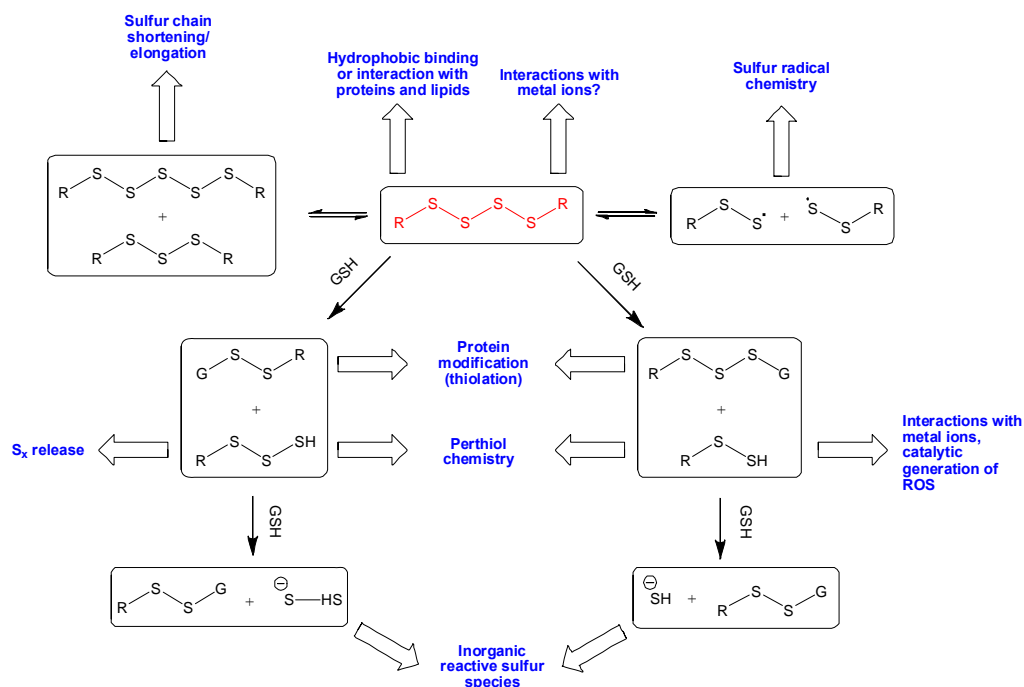 Sulfur chain
shortening/
elongation
Hydrophobic binding
or interaction with
proteins and lipids
Interactions with
metal ions?
Sulfur radical
chemistry
R S S S S S R
+
R S S S R
R S S S S R
R S S• + •S S R
GSH
GSH
G S S R
+
R S S SH
Protein
modification
(thiolation)
Perthiol
chemistry
R S S S G
+
R S SH
Sₓ release
Interactions with
metal ions,
catalytic
generation of
ROS
GSH
GSH
R S S G + ⊖ S HS
⊖ SH + R S S G
Inorganic
reactive sulfur
species